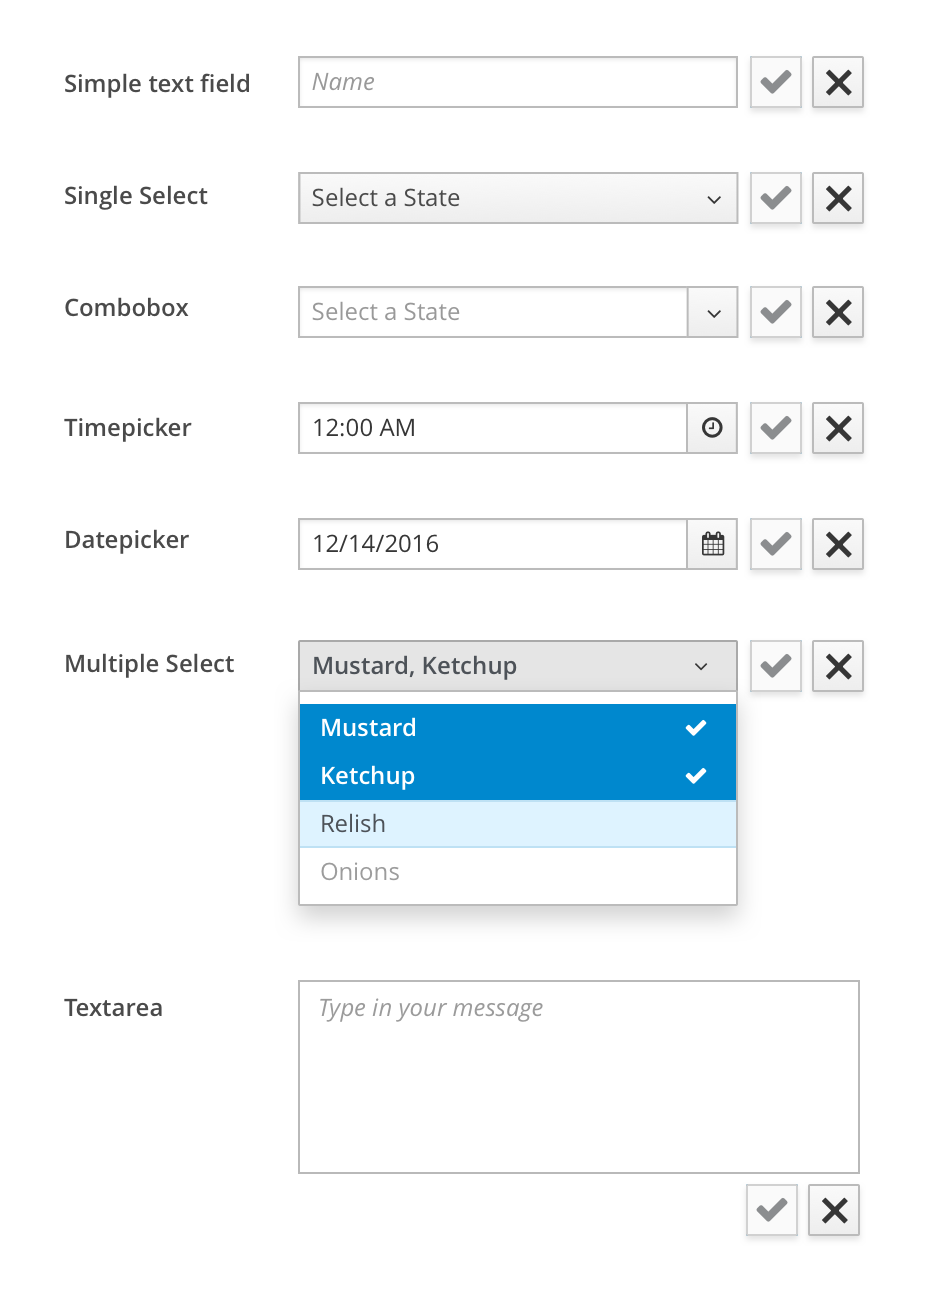 Simple text field
Name
Single Select
Select a State
Combobox
Select a State
Timepicker
12:00 AM
Datepicker
12/14/2016
Multiple Select
Mustard, Ketchup
Mustard
Ketchup
Relish
Onions
Textarea
Type in your message